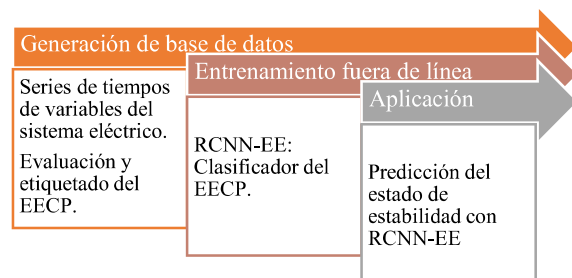 Generación de base de datos
Series de tiempos
de variables del
sistema eléctrico.
Evaluación y
etiquetado del
EECP.
Entrenamiento fuera de línea
RCNN-EE:
Clasificador del
EECP.
Aplicación
Predicción del
estado de
estabilidad con
RCNN-EE